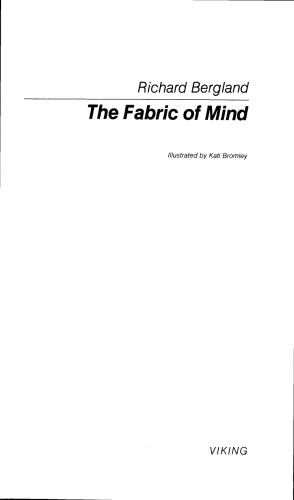 Richard Bergland
The Fabric of Mind
Illustrated by Kati Bromley
VIKING